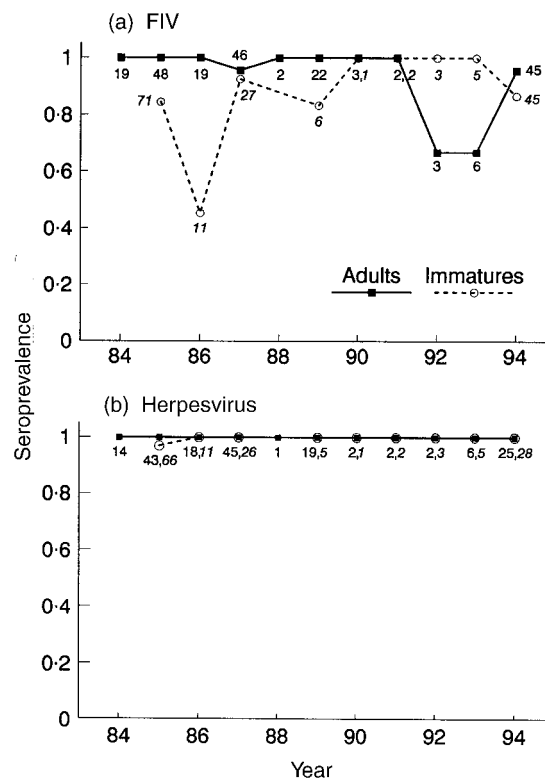 (a) FIV
1
0·8
0·6
0·4
0·2
0
19 48 19 46 2 22 3,1 2,2 3 5 45
71 11 27 6 3 6 45
Adults Immatures
84 86 88 90 92 94
Seroprevalence
(b) Herpesvirus
1
0·8
0·6
0·4
0·2
0
14 43,66 18,11 45,26 1 19,5 2,1 2,2 2,3 6,5 25,28
84 86 88 90 92 94
Year